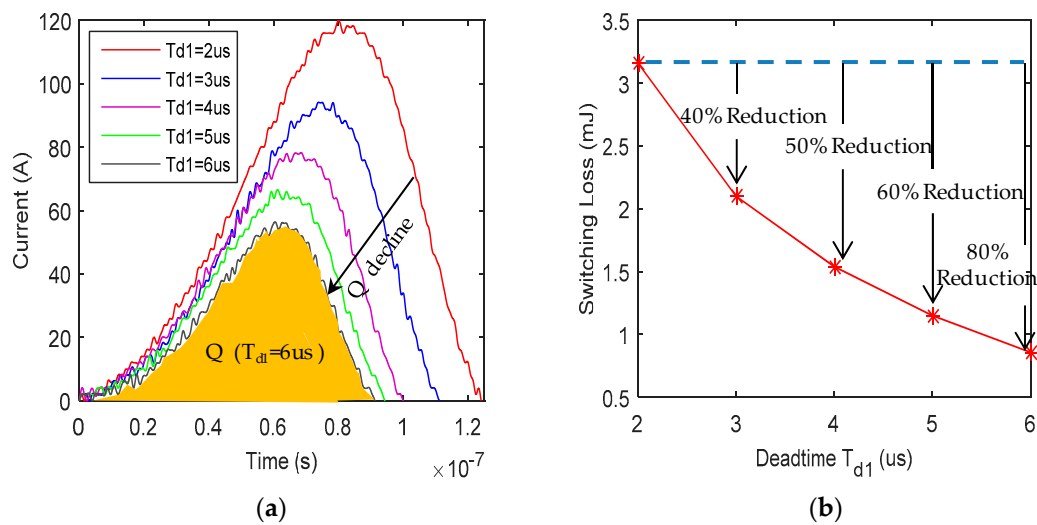 120
100
80
60
40
20
0
Current (A)
Td1=2us
Td1=3us
Td1=4us
Td1=5us
Td1=6us
Q decline
Q (Td1=6us)
0 0.2 0.4 0.6 0.8 1 1.2
Time (s)
×10-7
(a)
3.5
3
2.5
2
1.5
1
0.5
Switching Loss (mJ)
40% Reduction
50% Reduction
60% Reduction
80%
Reduction
2 3 4 5 6
Deadtime Td1 (us)
(b)